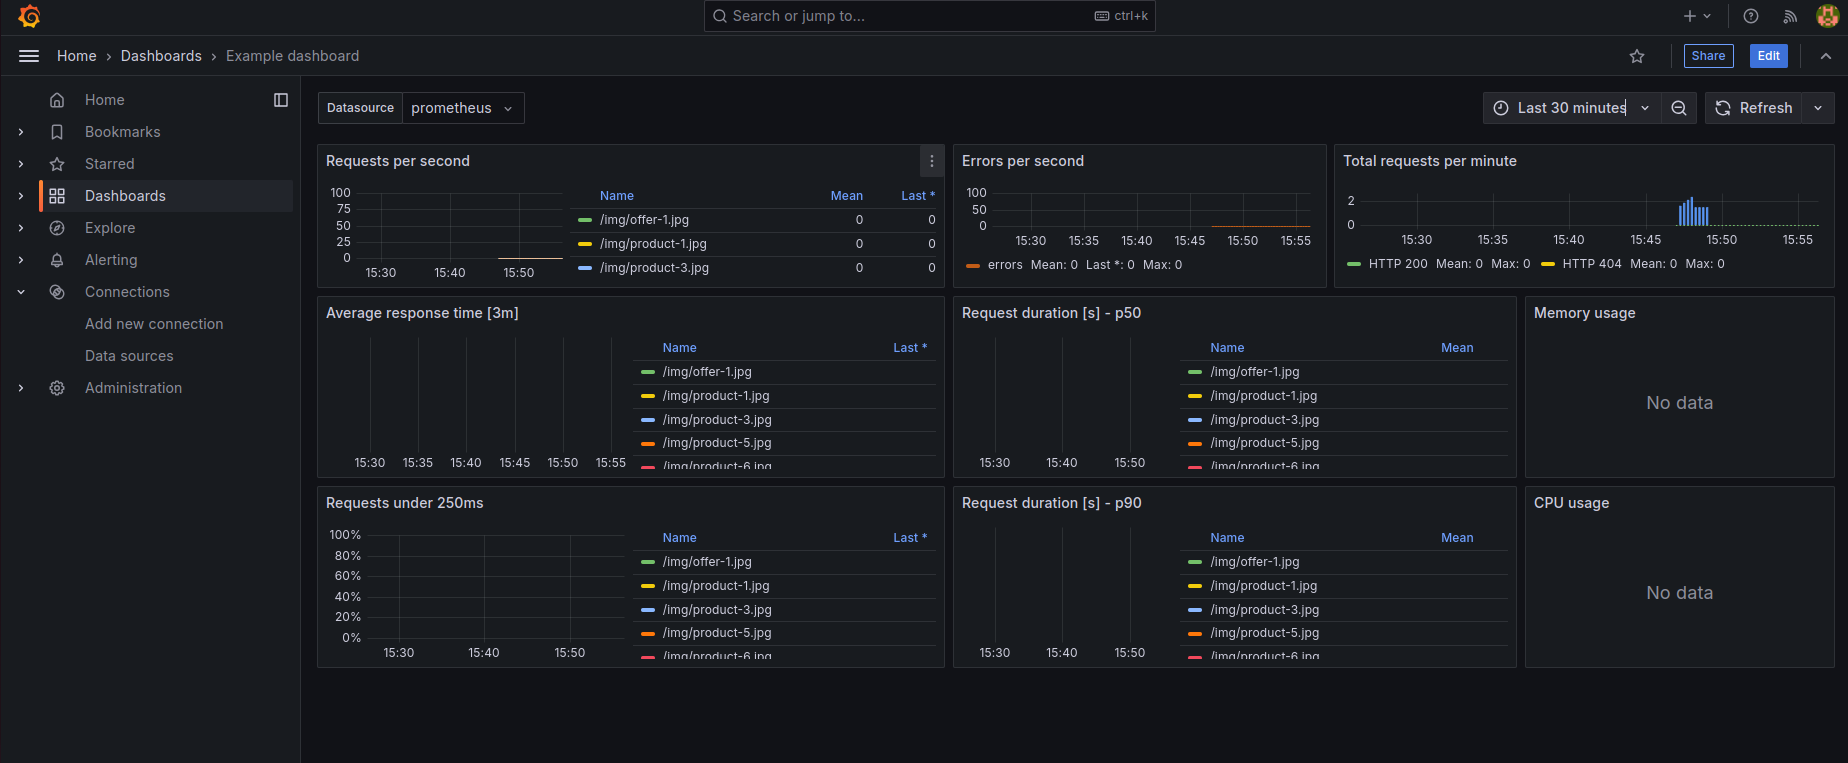 Search or jump to...
ctrl+k
Home › Dashboards › Example dashboard
Share
Edit
Home
Bookmarks
Starred
Dashboards
Explore
Alerting
Connections
Add new connection
Data sources
Administration
Datasource
prometheus
Last 30 minutes
Refresh
Requests per second
100
75
50
25
0
15:30 15:40 15:50
Name Mean Last *
/img/offer-1.jpg 0 0
/img/product-1.jpg 0 0
/img/product-3.jpg 0 0
Errors per second
100
50
0
15:30 15:35 15:40 15:45 15:50 15:55
errors Mean: 0 Last *: 0 Max: 0
Total requests per minute
2
0
15:30 15:35 15:40 15:45 15:50 15:55
HTTP 200 Mean: 0 Max: 0 HTTP 404 Mean: 0 Max: 0
Average response time [3m]
15:30 15:35 15:40 15:45 15:50 15:55
Name Last *
/img/offer-1.jpg
/img/product-1.jpg
/img/product-3.jpg
/img/product-5.jpg
/img/product-6.jpg
Request duration [s] - p50
15:30 15:40 15:50
Name Mean
/img/offer-1.jpg
/img/product-1.jpg
/img/product-3.jpg
/img/product-5.jpg
/img/product-6.jpg
Memory usage
No data
Requests under 250ms
100%
80%
60%
40%
20%
0%
15:30 15:40 15:50
Name Last *
/img/offer-1.jpg
/img/product-1.jpg
/img/product-3.jpg
/img/product-5.jpg
/img/product-6.jpg
Request duration [s] - p90
15:30 15:40 15:50
Name Mean
/img/offer-1.jpg
/img/product-1.jpg
/img/product-3.jpg
/img/product-5.jpg
/img/product-6.jpg
CPU usage
No data